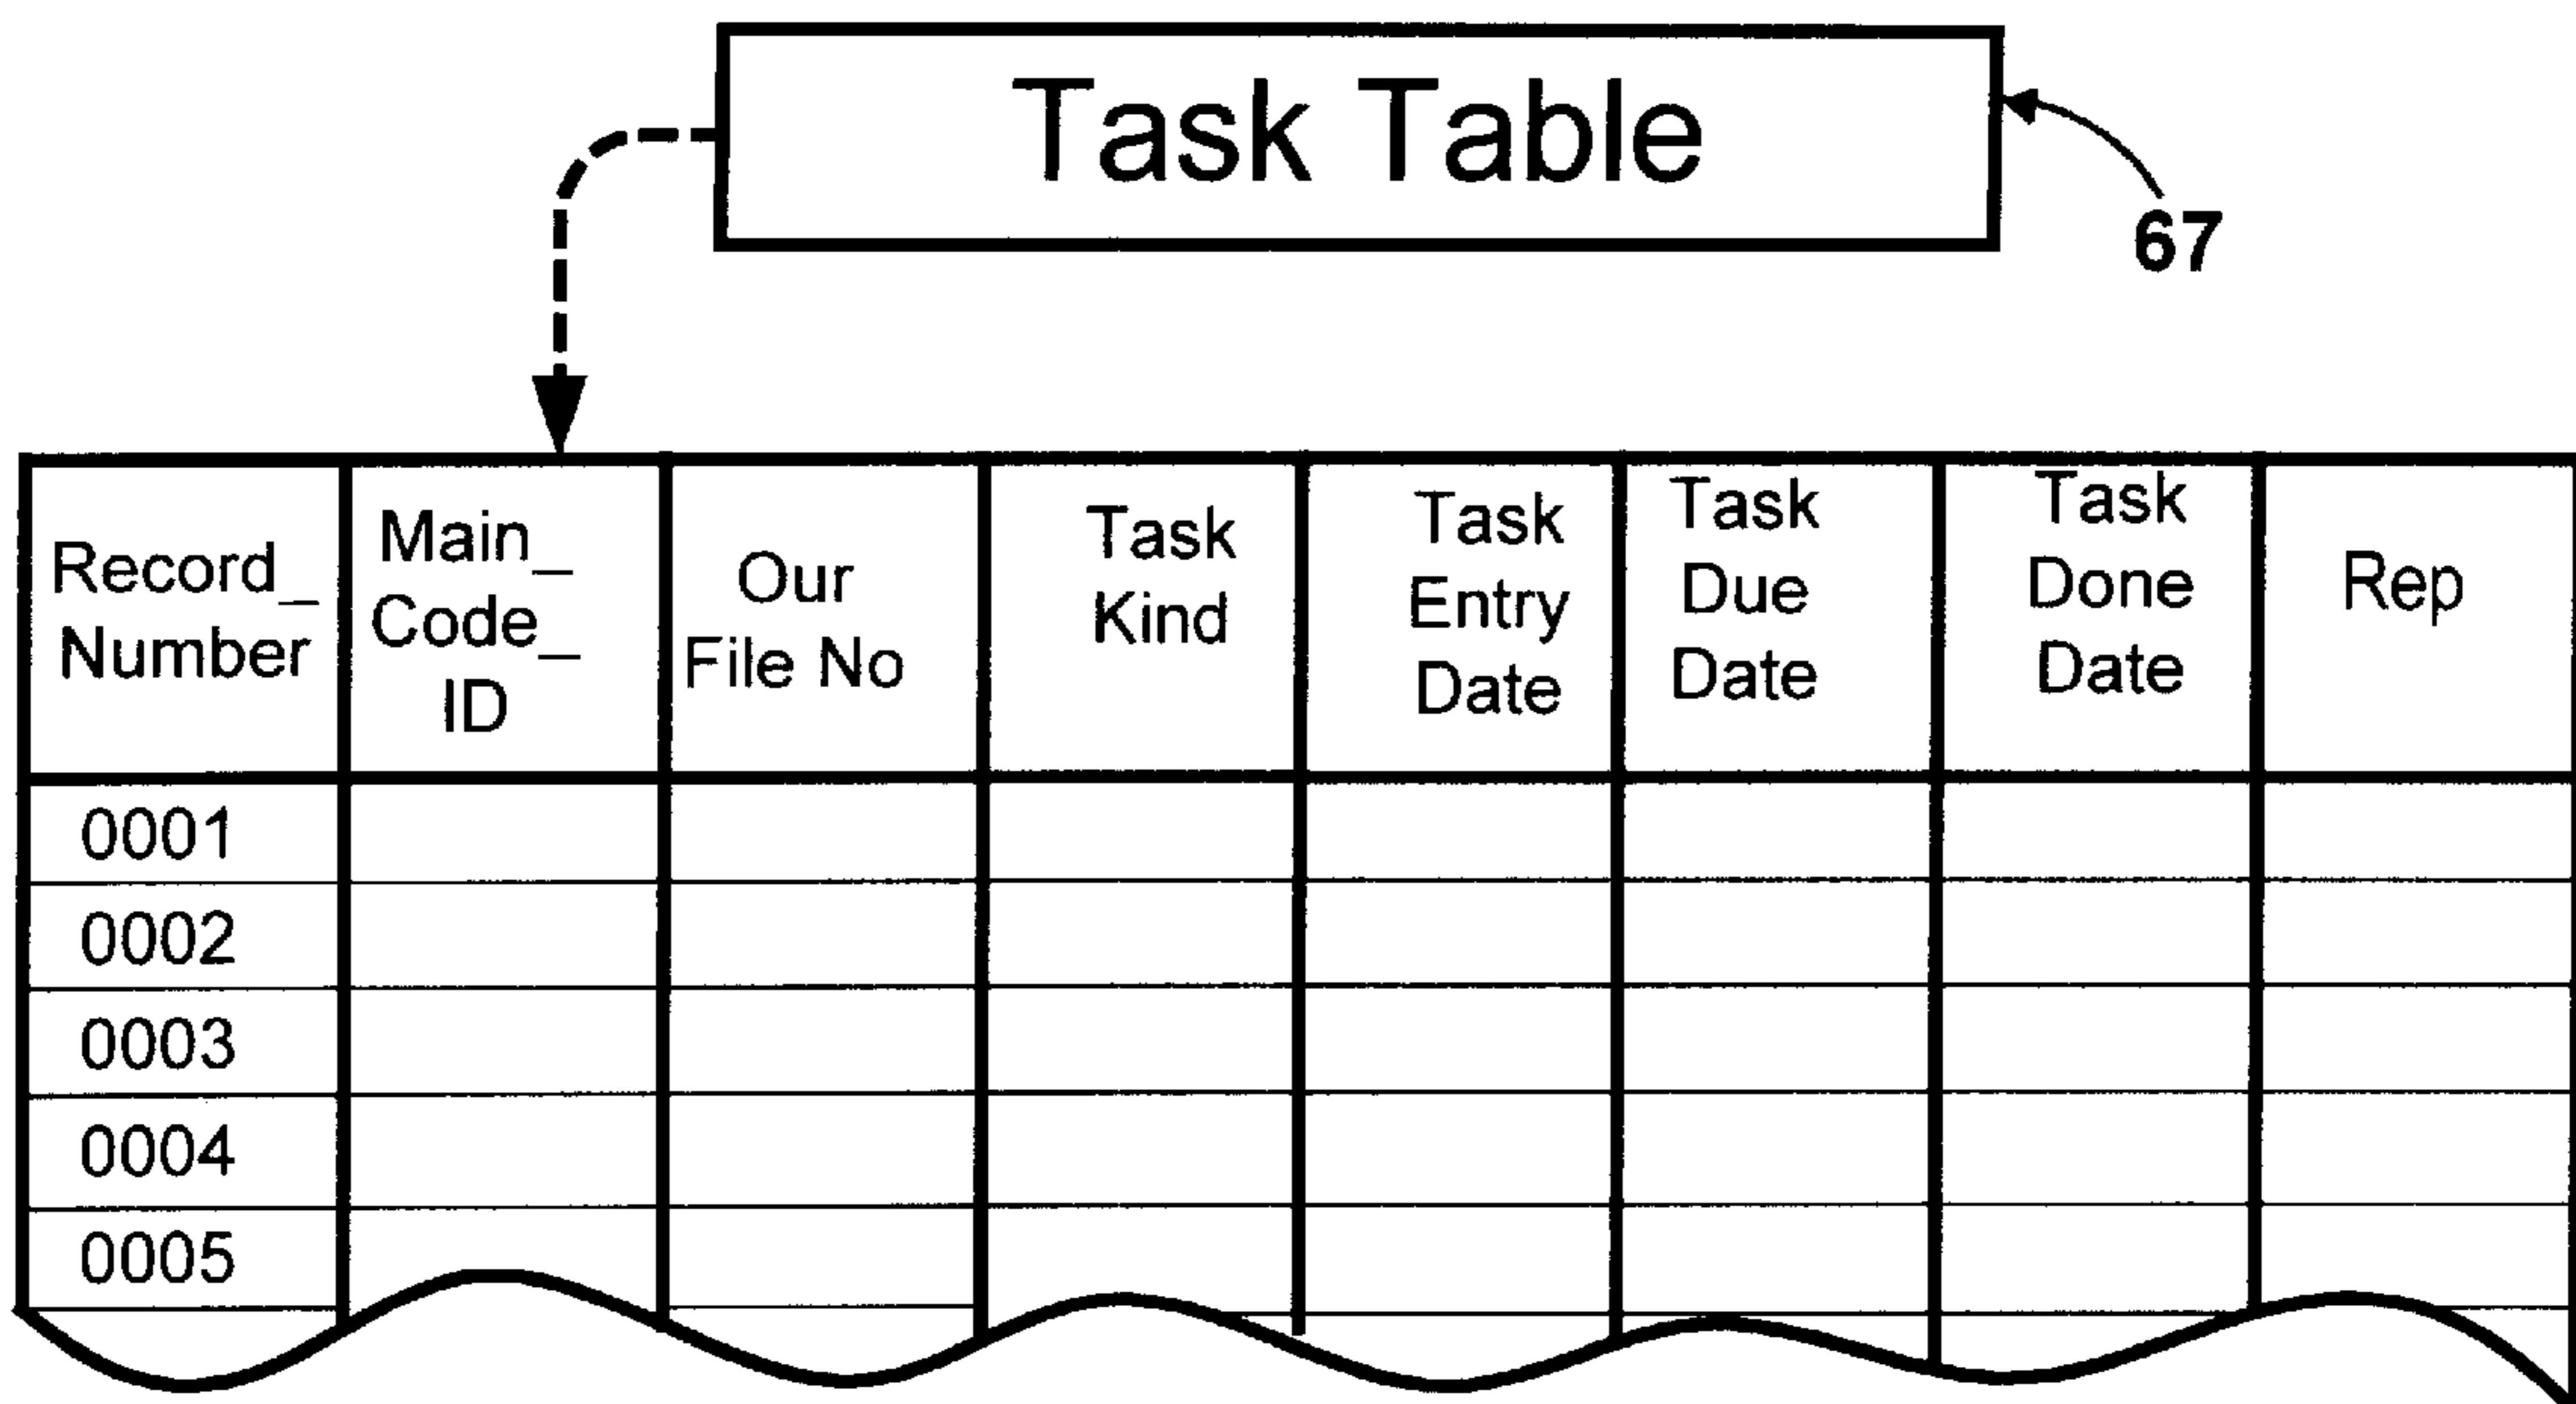 Task Table
67
Record_
Number
Main_
Code_
ID
Our
File No
Task
Kind
Task
Entry
Date
Task
Due
Date
Task
Done
Date
Rep
0001
0002
0003
0004
0005